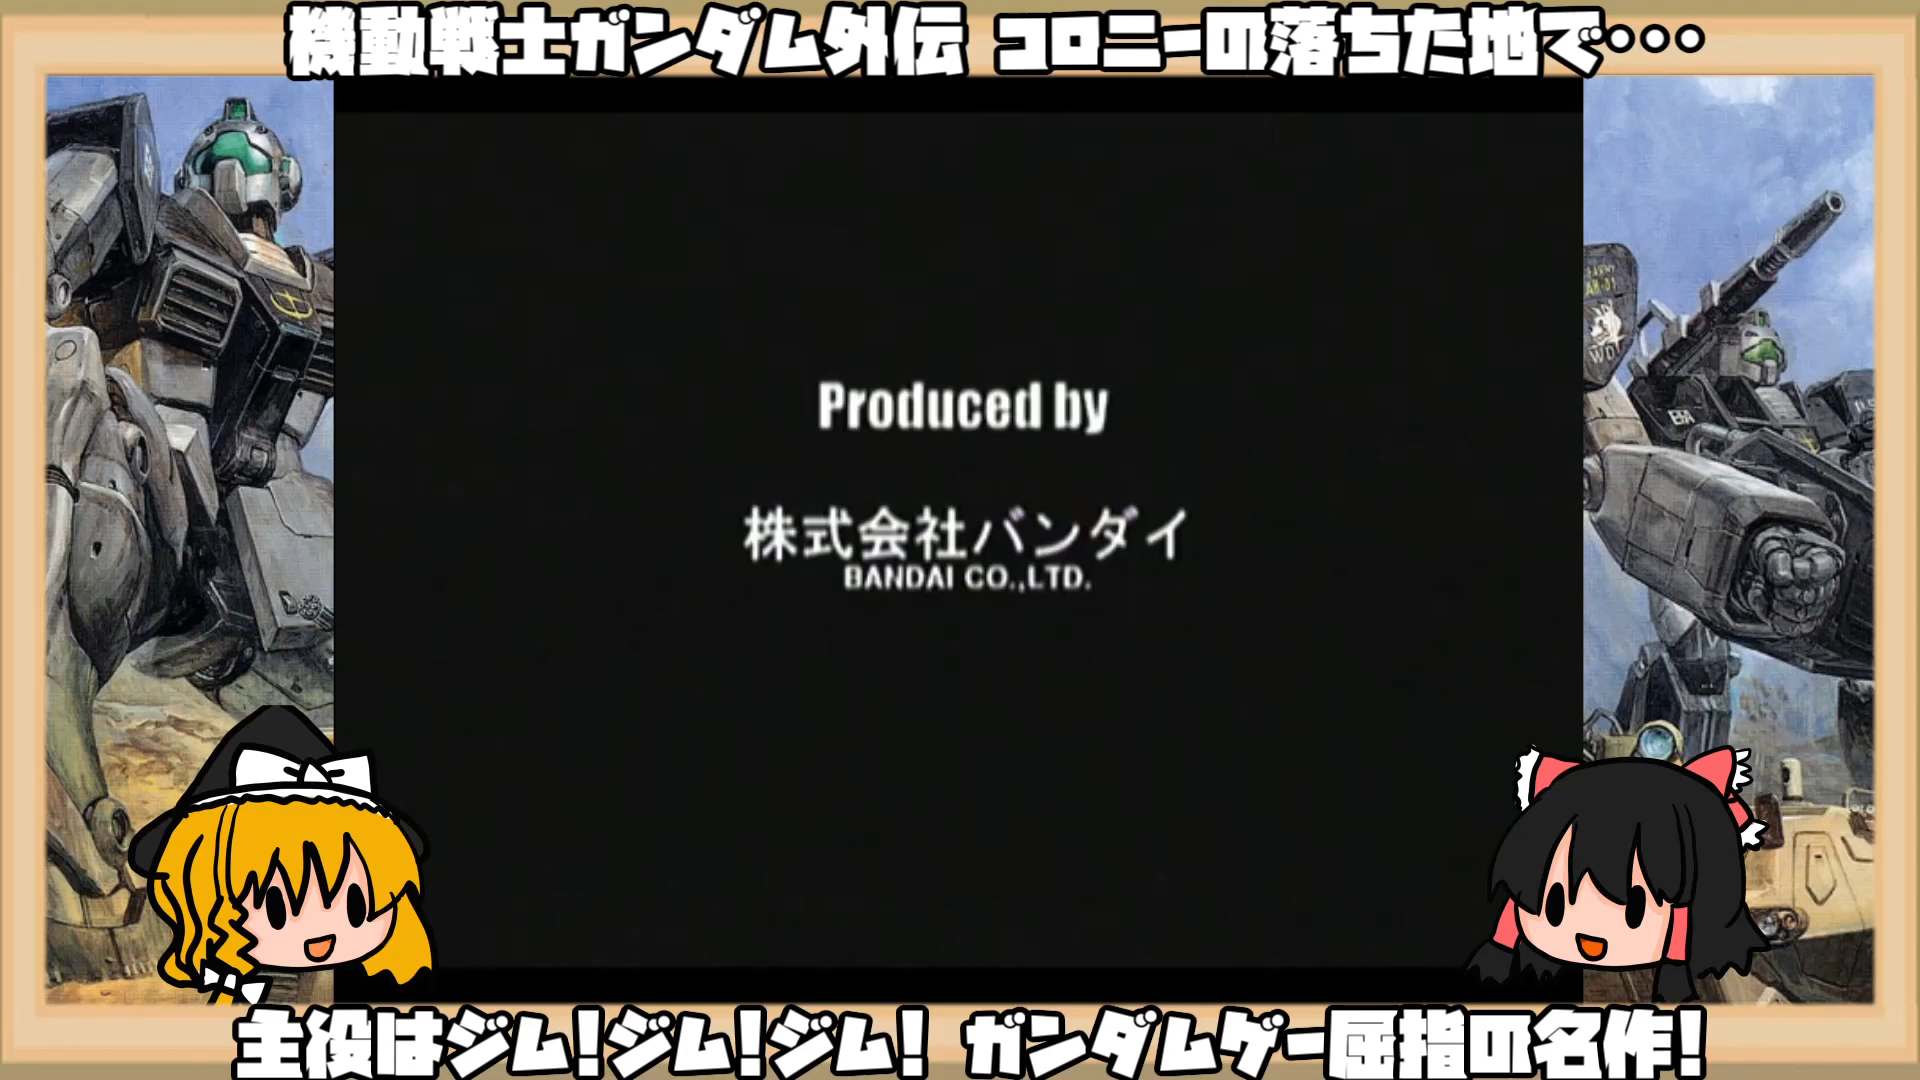 機動戦士ガンダム外伝 コロニーの落ちた地で・・・
Produced by
株式会社バンダイ
BANDAI CO.,LTD.
WD
EFA
主役はジム!ジム!ジム! ガンダムゲー屈指の名作!